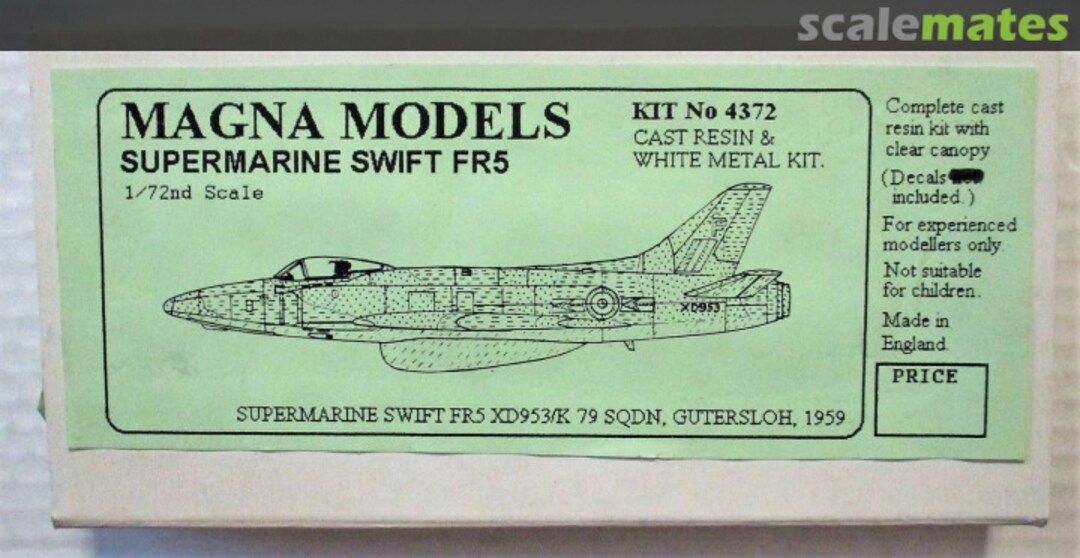 scalemates
MAGNA MODELS
SUPERMARINE SWIFT FR5
1/72nd Scale
KIT No 4372
CAST RESIN &
WHITE METAL KIT.
XD953
SUPERMARINE SWIFT FR5 XD953/K 79 SQDN, GUTERSLOH, 1959
Complete cast
resin kit with
clear canopy
(Decals
included.)
For experienced
modellers only.
Not suitable
for children.
Made in
England.
PRICE